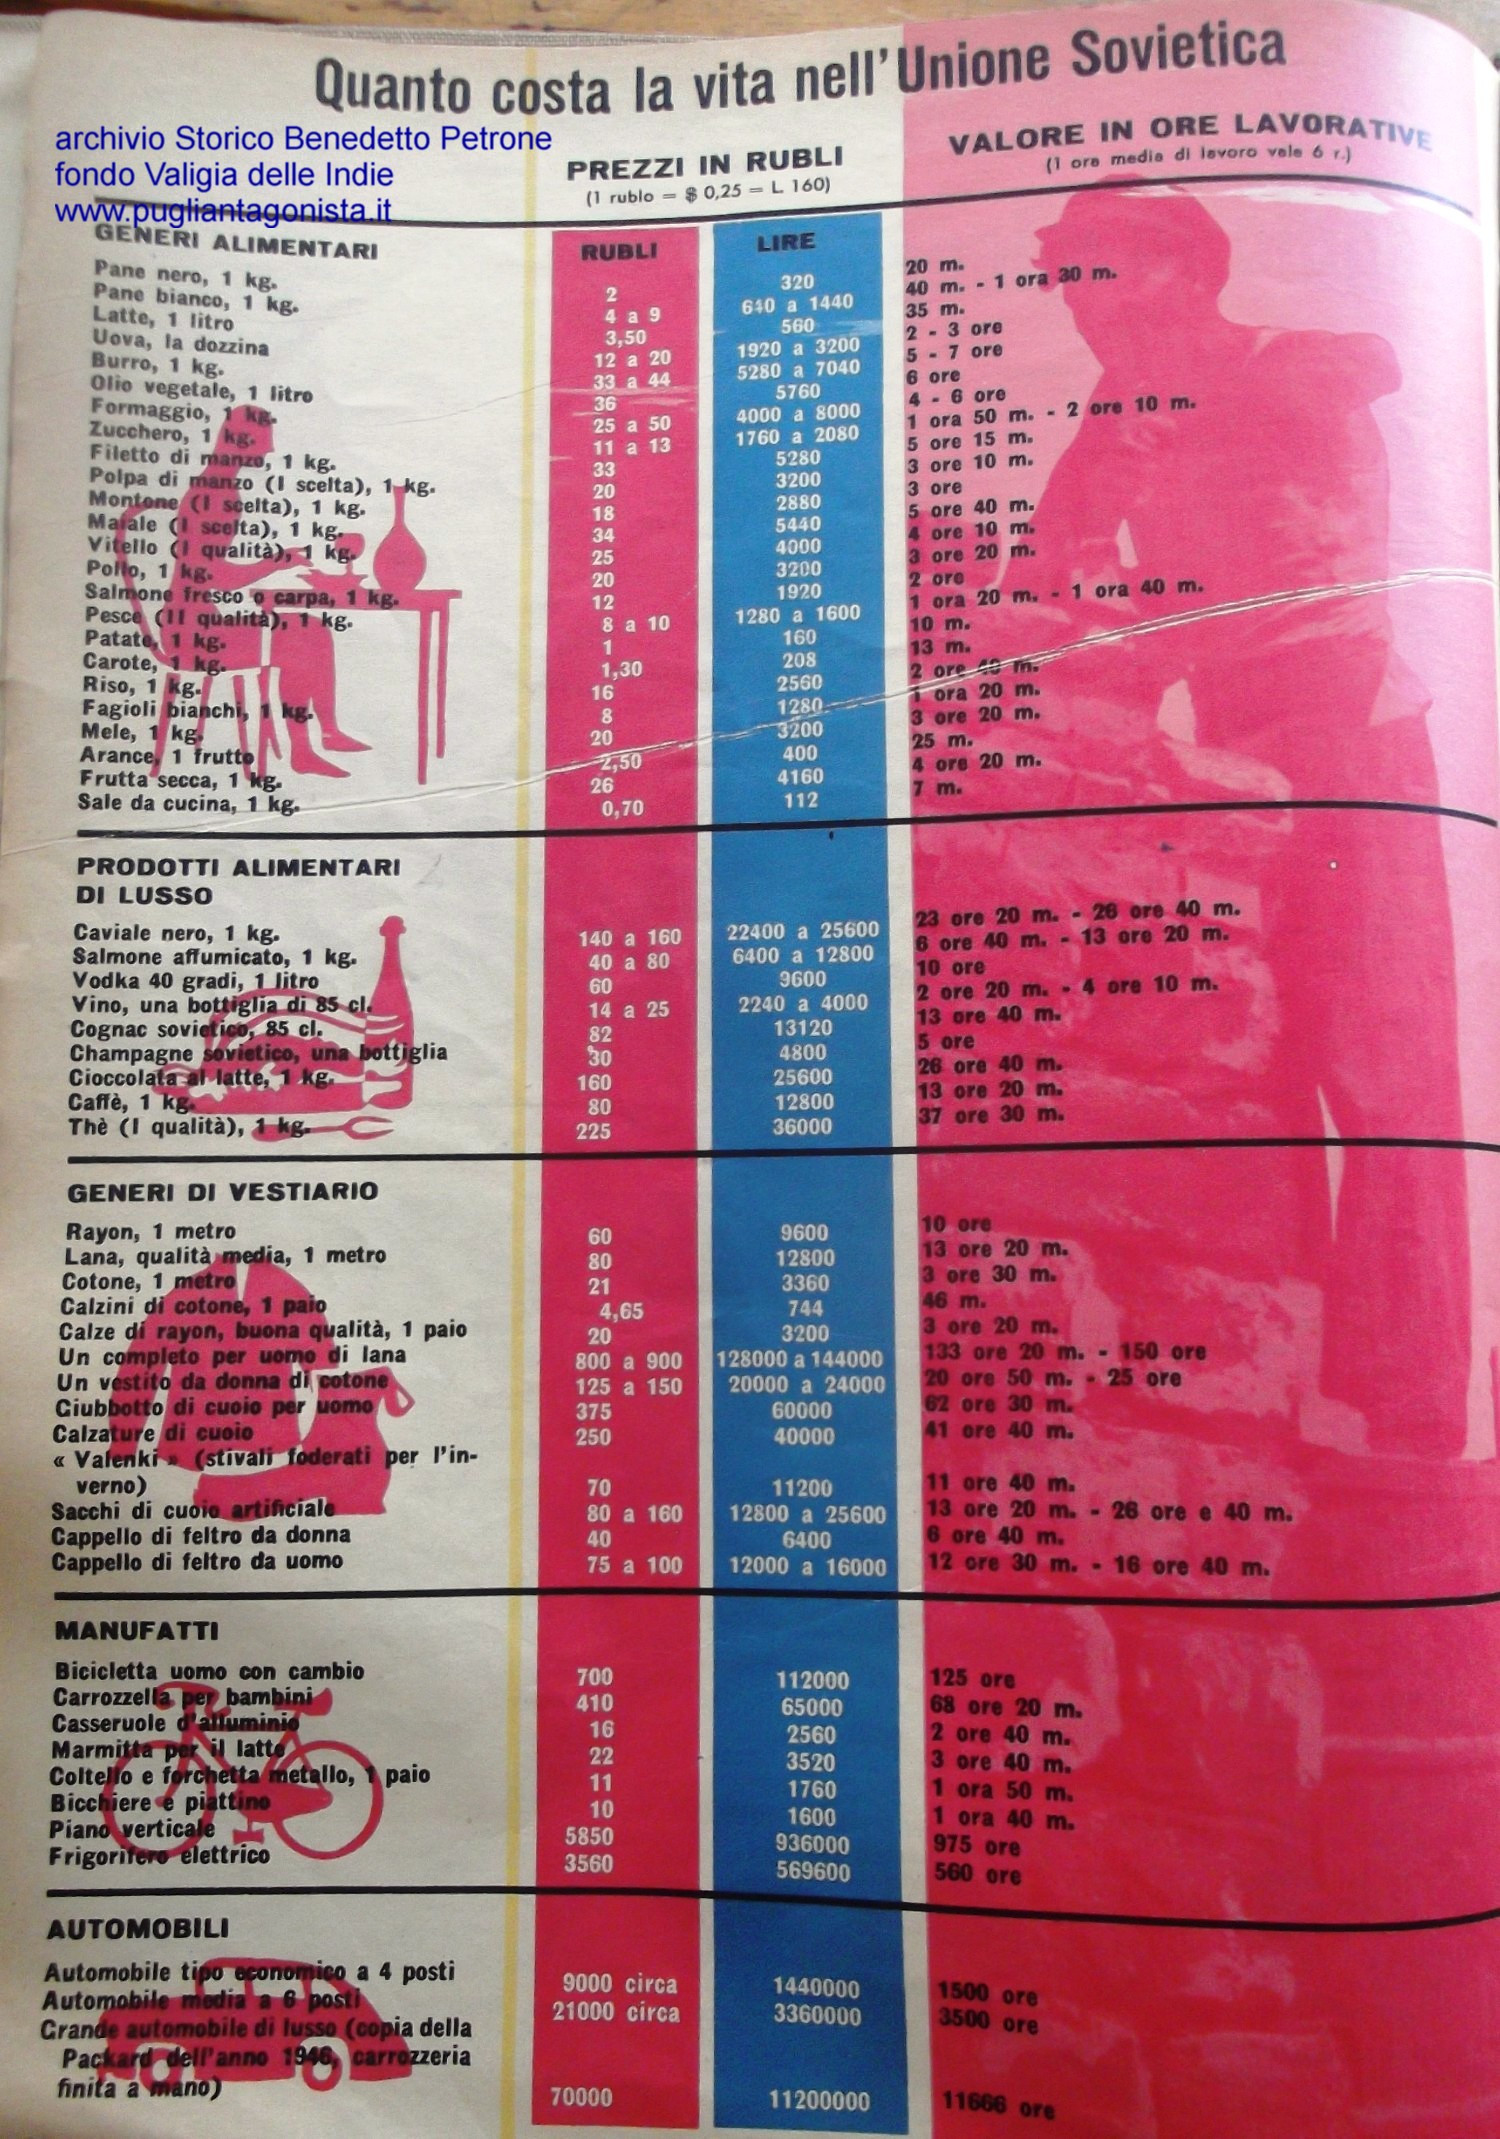 Quanto costa la vita nell'Unione Sovietica
archivio Storico Benedetto Petrone
fondo Valigia delle Indie
www.pugliantagonista.it
PREZZI IN RUBLI
(1 rublo = $ 0,25 = L 160)
VALORE IN ORE LAVORATIVE
(1 ora media di lavoro vale 6 r.)
GENERI ALIMENTARI RUBLI LIRE
Pane nero, 1 kg. 2 320 20 m.
Pane bianco, 1 kg. 4 a 9 640 a 1440 40 m. - 1 ora 30 m.
Latte, 1 litro 3,50 560 35 m.
Uova, la dozzina 12 a 20 1920 a 3200 2 - 3 ore
Burro, 1 kg. 33 a 44 5280 a 7040 5 - 7 ore
Olio vegetale, 1 litro 36 5760 6 ore
Formaggio, 1 kg. 25 a 50 4000 a 8000 4 - 6 ore
Zucchero, 1 kg. 11 a 13 1760 a 2080 1 ora 50 m. - 2 ore 10 m.
Filetto di manzo, 1 kg. 33 5280 5 ore 15 m.
Polpa di manzo (I scelta), 1 kg. 20 3200 3 ore 10 m.
Montone (I scelta), 1 kg. 18 2880 3 ore
Maiale (I scelta), 1 kg. 34 5440 5 ore 40 m.
Vitello (I qualità), 1 kg. 25 4000 4 ore 10 m.
Pollo, 1 kg. 20 3200 3 ore 20 m.
Salmone fresco o carpa, 1 kg. 12 1920 2 ore
Pesce (II qualità), 1 kg. 8 a 10 1280 a 1600 1 ora 20 m. - 1 ora 40 m.
Patate, 1 kg. 1 160 10 m.
Carote, 1 kg. 1,30 208 13 m.
Riso, 1 kg. 16 2560 2 ore 40 m.
Fagioli bianchi, 1 kg. 8 1280 1 ora 20 m.
Mele, 1 kg. 20 3200 3 ore 20 m.
Arance, 1 frutto 2,50 400 25 m.
Frutta secca, 1 kg. 26 4160 4 ore 20 m.
Sale da cucina, 1 kg. 0,70 112 7 m.
PRODOTTI ALIMENTARI
DI LUSSO
Caviale nero, 1 kg. 140 a 160 22400 a 25600 23 ore 20 m. - 26 ore 40 m.
Salmone affumicato, 1 kg. 40 a 80 6400 a 12800 6 ore 40 m. - 13 ore 20 m.
Vodka 40 gradi, 1 litro 60 9600 10 ore
Vino, una bottiglia di 85 cl. 14 a 25 2240 a 4000 2 ore 20 m. - 4 ore 10 m.
Cognac sovietico, 85 cl. 82 13120 13 ore 40 m.
Champagne sovietico, una bottiglia 30 4800 5 ore
Cioccolata al latte, 1 kg. 160 25600 26 ore 40 m.
Caffè, 1 kg. 80 12800 13 ore 20 m.
Thè (I qualità), 1 kg. 225 36000 37 ore 30 m.
GENERI DI VESTIARIO
Rayon, 1 metro 60 9600 10 ore
Lana, qualità media, 1 metro 80 12800 13 ore 20 m.
Cotone, 1 metro 21 3360 3 ore 30 m.
Calzini di cotone, 1 paio 4,65 744 46 m.
Calze di rayon, buona qualità, 1 paio 20 3200 3 ore 20 m.
Un completo per uomo di lana 800 a 900 128000 a 144000 133 ore 20 m. - 150 ore
Un vestito da donna di cotone 125 a 150 20000 a 24000 20 ore 50 m. - 25 ore
Giubbotto di cuoio per uomo 375 60000 62 ore 30 m.
Calzature di cuoio 250 40000 41 ore 40 m.
« Valenki » (stivali foderati per l'in-
verno) 70 11200 11 ore 40 m.
Sacchi di cuoio artificiale 80 a 160 12800 a 25600 13 ore 20 m. - 26 ore e 40 m.
Cappello di feltro da donna 40 6400 6 ore 40 m.
Cappello di feltro da uomo 75 a 100 12000 a 16000 12 ore 30 m. - 16 ore 40 m.
MANUFATTI
Bicicletta uomo con cambio 700 112000 125 ore
Carrozzella per bambini 410 65000 68 ore 20 m.
Casseruole d'alluminio 16 2560 2 ore 40 m.
Marmitta per il latte 22 3520 3 ore 40 m.
Coltello e forchetta metallo, 1 paio 11 1760 1 ora 50 m.
Bicchiere e piattino 10 1600 1 ora 40 m.
Piano verticale 5850 936000 975 ore
Frigorifero elettrico 3560 569600 560 ore
AUTOMOBILI
Automobile tipo economico a 4 posti 9000 circa 1440000 1500 ore
Automobile media a 6 posti 21000 circa 3360000 3500 ore
Grande automobile di lusso (copia della
Packard dell'anno 1946, carrozzeria
finita a mano) 70000 11200000 11666 ore